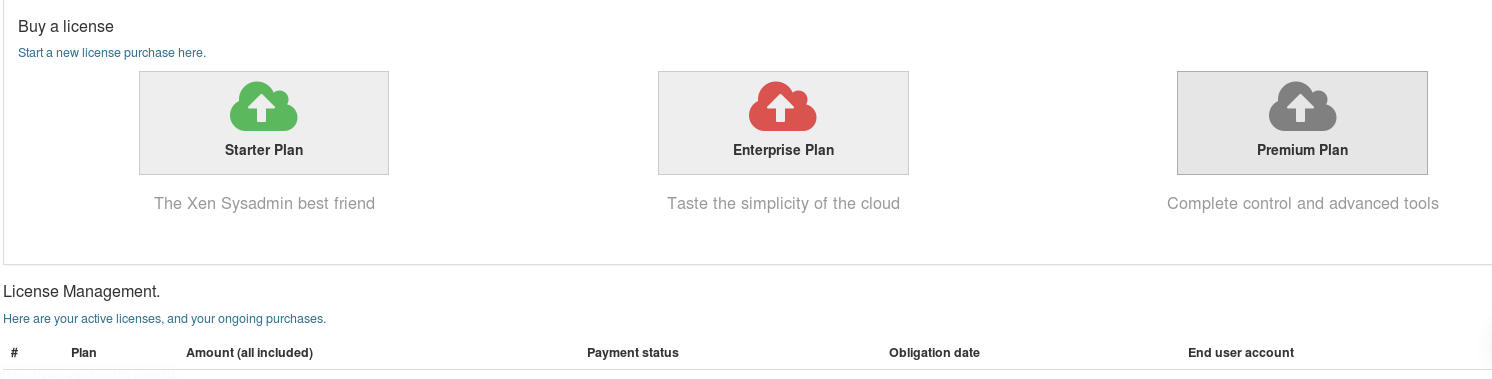 Buy a license
Start a new license purchase here.
Starter Plan Enterprise Plan Premium Plan
The Xen Sysadmin best friend Taste the simplicity of the cloud Complete control and advanced tools
License Management.
Here are your active licenses, and your ongoing purchases.
# Plan Amount (all included) Payment status Obligation date End user account